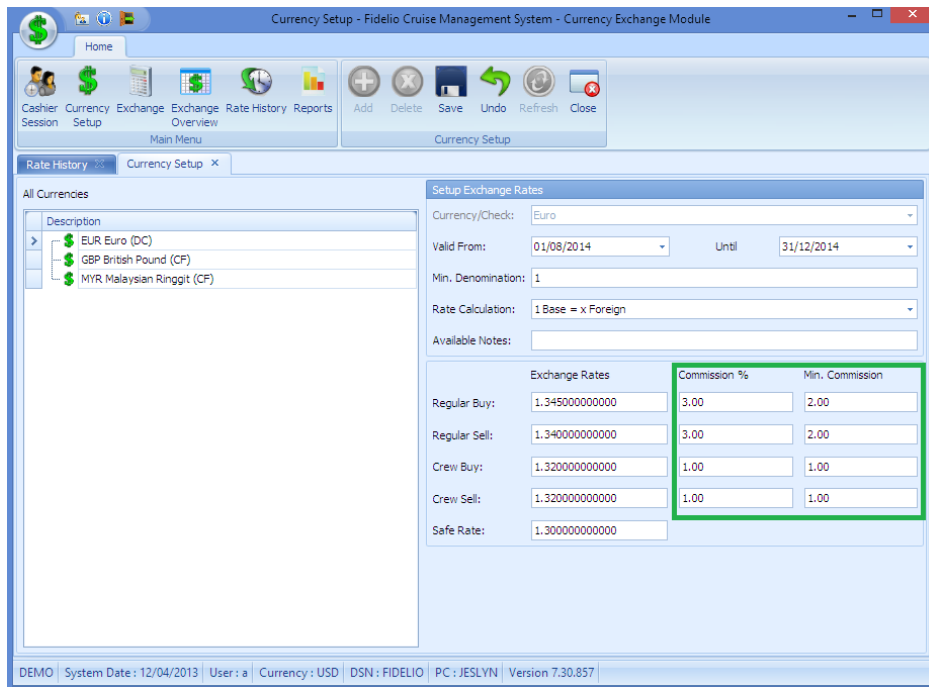 Currency Setup - Fidelio Cruise Management System - Currency Exchange Module
Home
Cashier Session
Currency Setup
Exchange
Exchange Overview
Rate History
Reports
Add
Delete
Save
Undo
Refresh
Close
Main Menu
Currency Setup
Rate History
Currency Setup
All Currencies
Description
EUR Euro (DC)
GBP British Pound (CF)
MYR Malaysian Ringgit (CF)
Setup Exchange Rates
Currency/Check: Euro
Valid From: 01/08/2014 Until 31/12/2014
Min. Denomination: 1
Rate Calculation: 1 Base = x Foreign
Available Notes:
Exchange Rates Commission % Min. Commission
Regular Buy: 1.345000000000 3.00 2.00
Regular Sell: 1.340000000000 3.00 2.00
Crew Buy: 1.320000000000 1.00 1.00
Crew Sell: 1.320000000000 1.00 1.00
Safe Rate: 1.300000000000
DEMO System Date : 12/04/2013 User : a Currency : USD DSN : FIDELIO PC : JESLYN Version 7.30.857